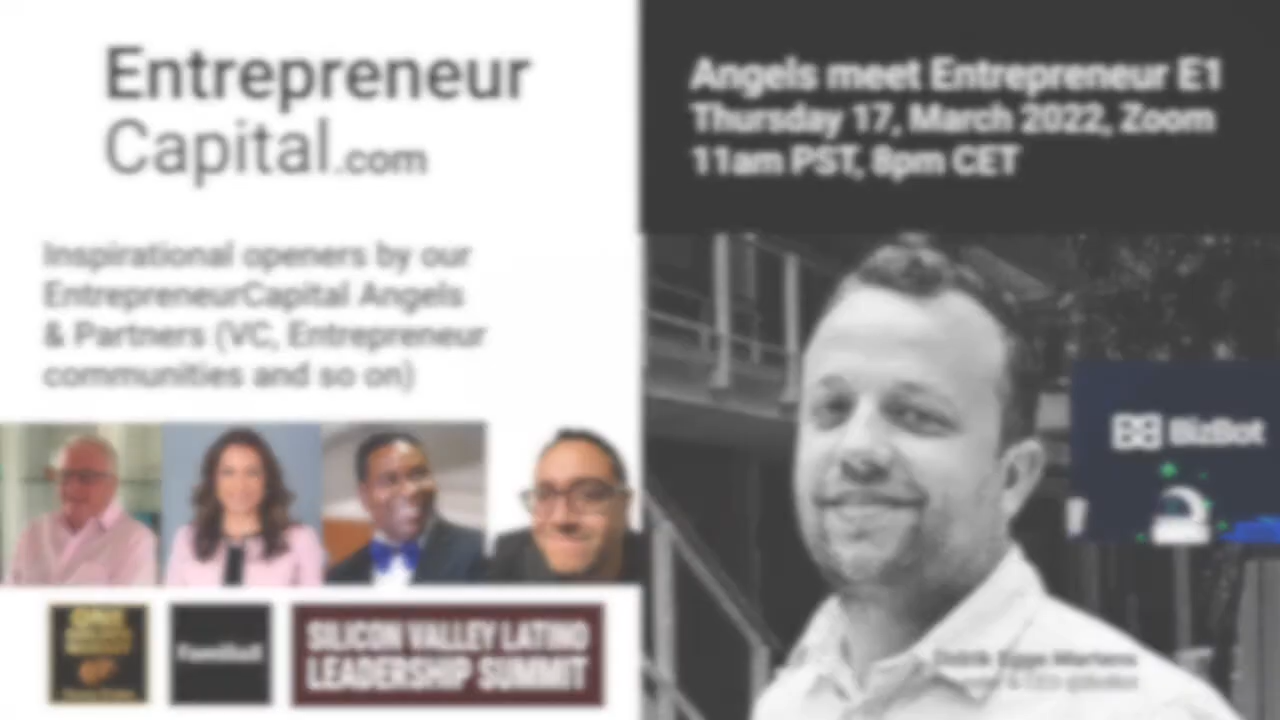 Entrepreneur
Capital.com
Inspirational openers by our
EntrepreneurCapital Angels
& Partners (VC, Entrepreneur
communities and so on)
SILICON VALLEY LATINO
LEADERSHIP SUMMIT
Angels meet Entrepreneur E1
Thursday 17, March 2022, Zoom
11am PST, 8pm CET
BizBot